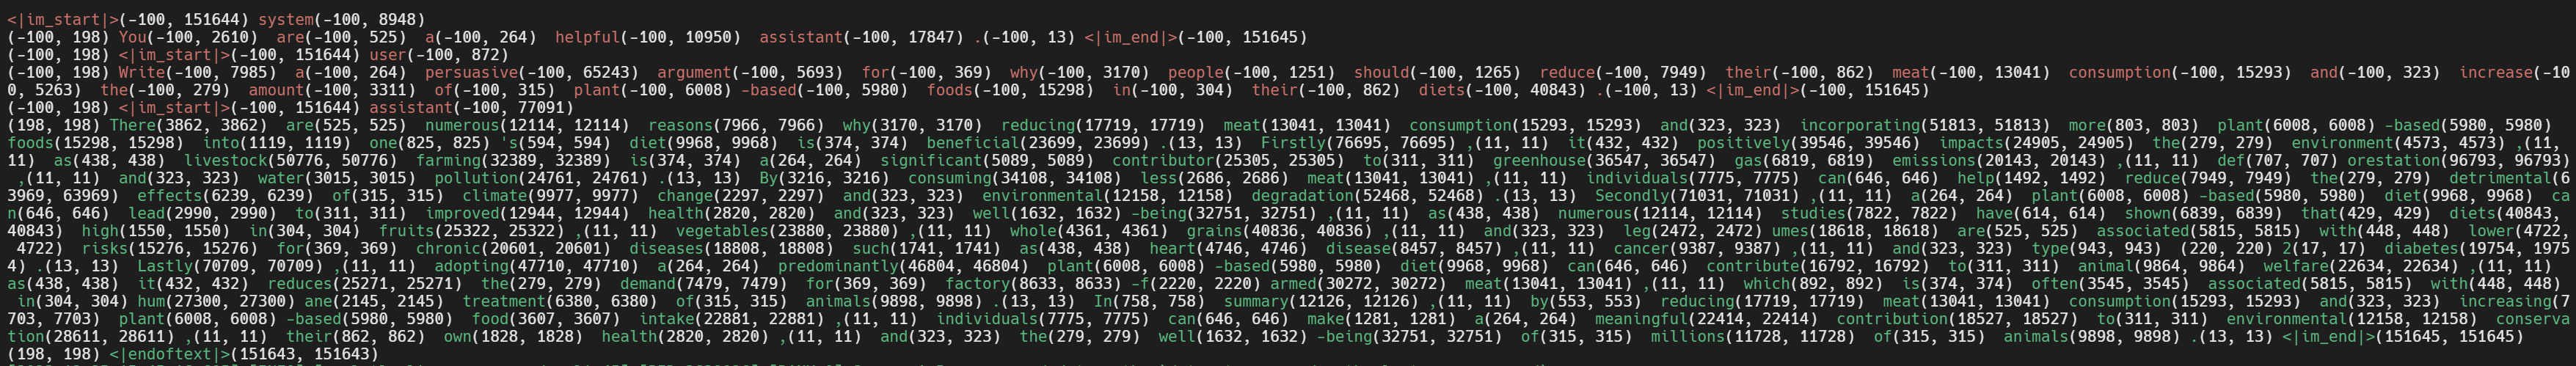 <|im_start|>(-100, 151644) system(-100, 8948)
(-100, 198) You(-100, 2610)  are(-100, 525)  a(-100, 264)  helpful(-100, 10950)  assistant(-100, 17847) .(-100, 13) <|im_end|>(-100, 151645)
(-100, 198) <|im_start|>(-100, 151644) user(-100, 872)
(-100, 198) Write(-100, 7985)  a(-100, 264)  persuasive(-100, 65243)  argument(-100, 5693)  for(-100, 369)  why(-100, 3170)  people(-100, 1251)  should(-100, 1265)  reduce(-100, 7949)  their(-100, 862)  meat(-100, 13041)  consumption(-100, 15293)  and(-100, 323)  increase(-10
0, 5263)  the(-100, 279)  amount(-100, 3311)  of(-100, 315)  plant(-100, 6008) -based(-100, 5980)  foods(-100, 15298)  in(-100, 304)  their(-100, 862)  diets(-100, 40843) .(-100, 13) <|im_end|>(-100, 151645)
(-100, 198) <|im_start|>(-100, 151644) assistant(-100, 77091)
(198, 198) There(3862, 3862)  are(525, 525)  numerous(12114, 12114)  reasons(7966, 7966)  why(3170, 3170)  reducing(17719, 17719)  meat(13041, 13041)  consumption(15293, 15293)  and(323, 323)  incorporating(51813, 51813)  more(803, 803)  plant(6008, 6008) -based(5980, 5980)
foods(15298, 15298)  into(1119, 1119)  one(825, 825) 's(594, 594)  diet(9968, 9968)  is(374, 374)  beneficial(23699, 23699) .(13, 13)  Firstly(76695, 76695) ,(11, 11)  it(432, 432)  positively(39546, 39546)  impacts(24905, 24905)  the(279, 279)  environment(4573, 4573) ,(11,
11)  as(438, 438)  livestock(50776, 50776)  farming(32389, 32389)  is(374, 374)  a(264, 264)  significant(5089, 5089)  contributor(25305, 25305)  to(311, 311)  greenhouse(36547, 36547)  gas(6819, 6819)  emissions(20143, 20143) ,(11, 11)  def(707, 707) orestation(96793, 96793)
,(11, 11)  and(323, 323)  water(3015, 3015)  pollution(24761, 24761) .(13, 13)  By(3216, 3216)  consuming(34108, 34108)  less(2686, 2686)  meat(13041, 13041) ,(11, 11)  individuals(7775, 7775)  can(646, 646)  help(1492, 1492)  reduce(7949, 7949)  the(279, 279)  detrimental(6
3969, 63969)  effects(6239, 6239)  of(315, 315)  climate(9977, 9977)  change(2297, 2297)  and(323, 323)  environmental(12158, 12158)  degradation(52468, 52468) .(13, 13)  Secondly(71031, 71031) ,(11, 11)  a(264, 264)  plant(6008, 6008) -based(5980, 5980)  diet(9968, 9968)  ca
n(646, 646)  lead(2990, 2990)  to(311, 311)  improved(12944, 12944)  health(2820, 2820)  and(323, 323)  well(1632, 1632) -being(32751, 32751) ,(11, 11)  as(438, 438)  numerous(12114, 12114)  studies(7822, 7822)  have(614, 614)  shown(6839, 6839)  that(429, 429)  diets(40843,
40843)  high(1550, 1550)  in(304, 304)  fruits(25322, 25322) ,(11, 11)  vegetables(23880, 23880) ,(11, 11)  whole(4361, 4361)  grains(40836, 40836) ,(11, 11)  and(323, 323)  leg(2472, 2472) umes(18618, 18618)  are(525, 525)  associated(5815, 5815)  with(448, 448)  lower(4722,
4722)  risks(15276, 15276)  for(369, 369)  chronic(20601, 20601)  diseases(18808, 18808)  such(1741, 1741)  as(438, 438)  heart(4746, 4746)  disease(8457, 8457) ,(11, 11)  cancer(9387, 9387) ,(11, 11)  and(323, 323)  type(943, 943)  (220, 220) 2(17, 17)  diabetes(19754, 1975
4) .(13, 13)  Lastly(70709, 70709) ,(11, 11)  adopting(47710, 47710)  a(264, 264)  predominantly(46804, 46804)  plant(6008, 6008) -based(5980, 5980)  diet(9968, 9968)  can(646, 646)  contribute(16792, 16792)  to(311, 311)  animal(9864, 9864)  welfare(22634, 22634) ,(11, 11)
as(438, 438)  it(432, 432)  reduces(25271, 25271)  the(279, 279)  demand(7479, 7479)  for(369, 369)  factory(8633, 8633) -f(2220, 2220) armed(30272, 30272)  meat(13041, 13041) ,(11, 11)  which(892, 892)  is(374, 374)  often(3545, 3545)  associated(5815, 5815)  with(448, 448)
in(304, 304) hum(27300, 27300) ane(2145, 2145)  treatment(6380, 6380)  of(315, 315)  animals(9898, 9898) .(13, 13)  In(758, 758)  summary(12126, 12126) ,(11, 11)  by(553, 553)  reducing(17719, 17719)  meat(13041, 13041)  consumption(15293, 15293)  and(323, 323)  increasing(7
703, 7703)  plant(6008, 6008) -based(5980, 5980)  food(3607, 3607)  intake(22881, 22881) ,(11, 11)  individuals(7775, 7775)  can(646, 646)  make(1281, 1281)  a(264, 264)  meaningful(22414, 22414)  contribution(18527, 18527)  to(311, 311)  environmental(12158, 12158)  conserva
tion(28611, 28611) ,(11, 11)  their(862, 862)  own(1828, 1828)  health(2820, 2820) ,(11, 11)  and(323, 323)  the(279, 279)  well(1632, 1632) -being(32751, 32751)  of(315, 315)  millions(11728, 11728)  of(315, 315)  animals(9898, 9898) .(13, 13) <|im_end|>(151645, 151645)
(198, 198) <|endoftext|>(151643, 151643)